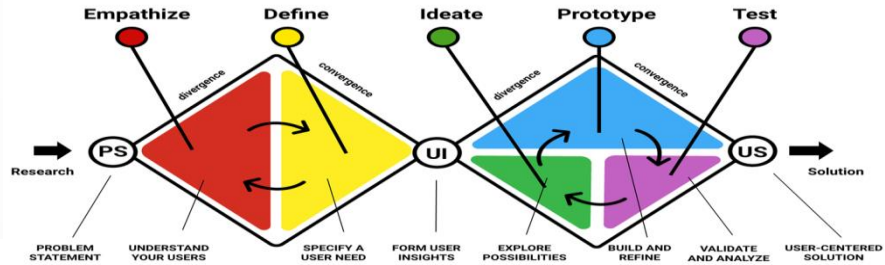 Empathize
Define
Ideate
Prototype
Test
divergence
convergence
divergence
convergence
PS
UI
US
Research
Solution
PROBLEM
STATEMENT
UNDERSTAND
YOUR USERS
SPECIFY A
USER NEED
FORM USER
INSIGHTS
EXPLORE
POSSIBILITIES
BUILD AND
REFINE
VALIDATE
AND ANALYZE
USER-CENTERED
SOLUTION